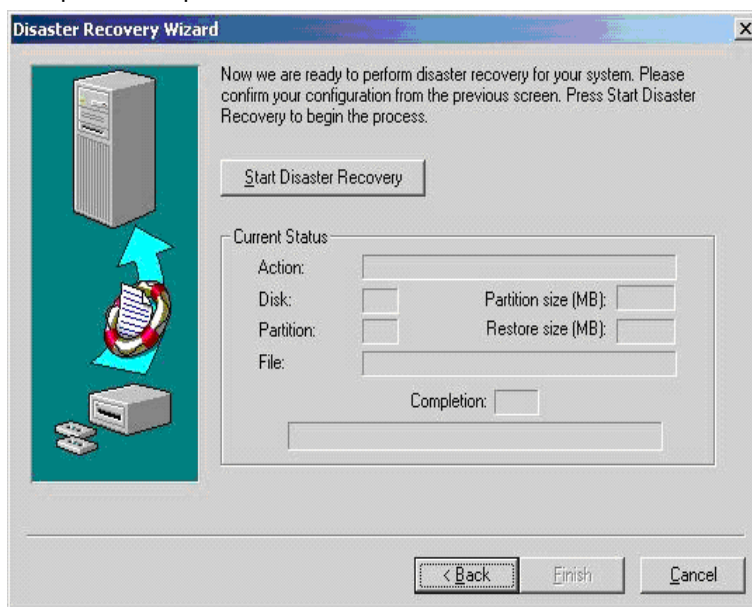 Disaster Recovery Wizard
Now we are ready to perform disaster recovery for your system. Please
confirm your configuration from the previous screen. Press Start Disaster
Recovery to begin the process.
Start Disaster Recovery
Current Status
Action:
Disk:
Partition size (MB):
Partition:
Restore size (MB):
File:
Completion:
< Back
Finish
Cancel